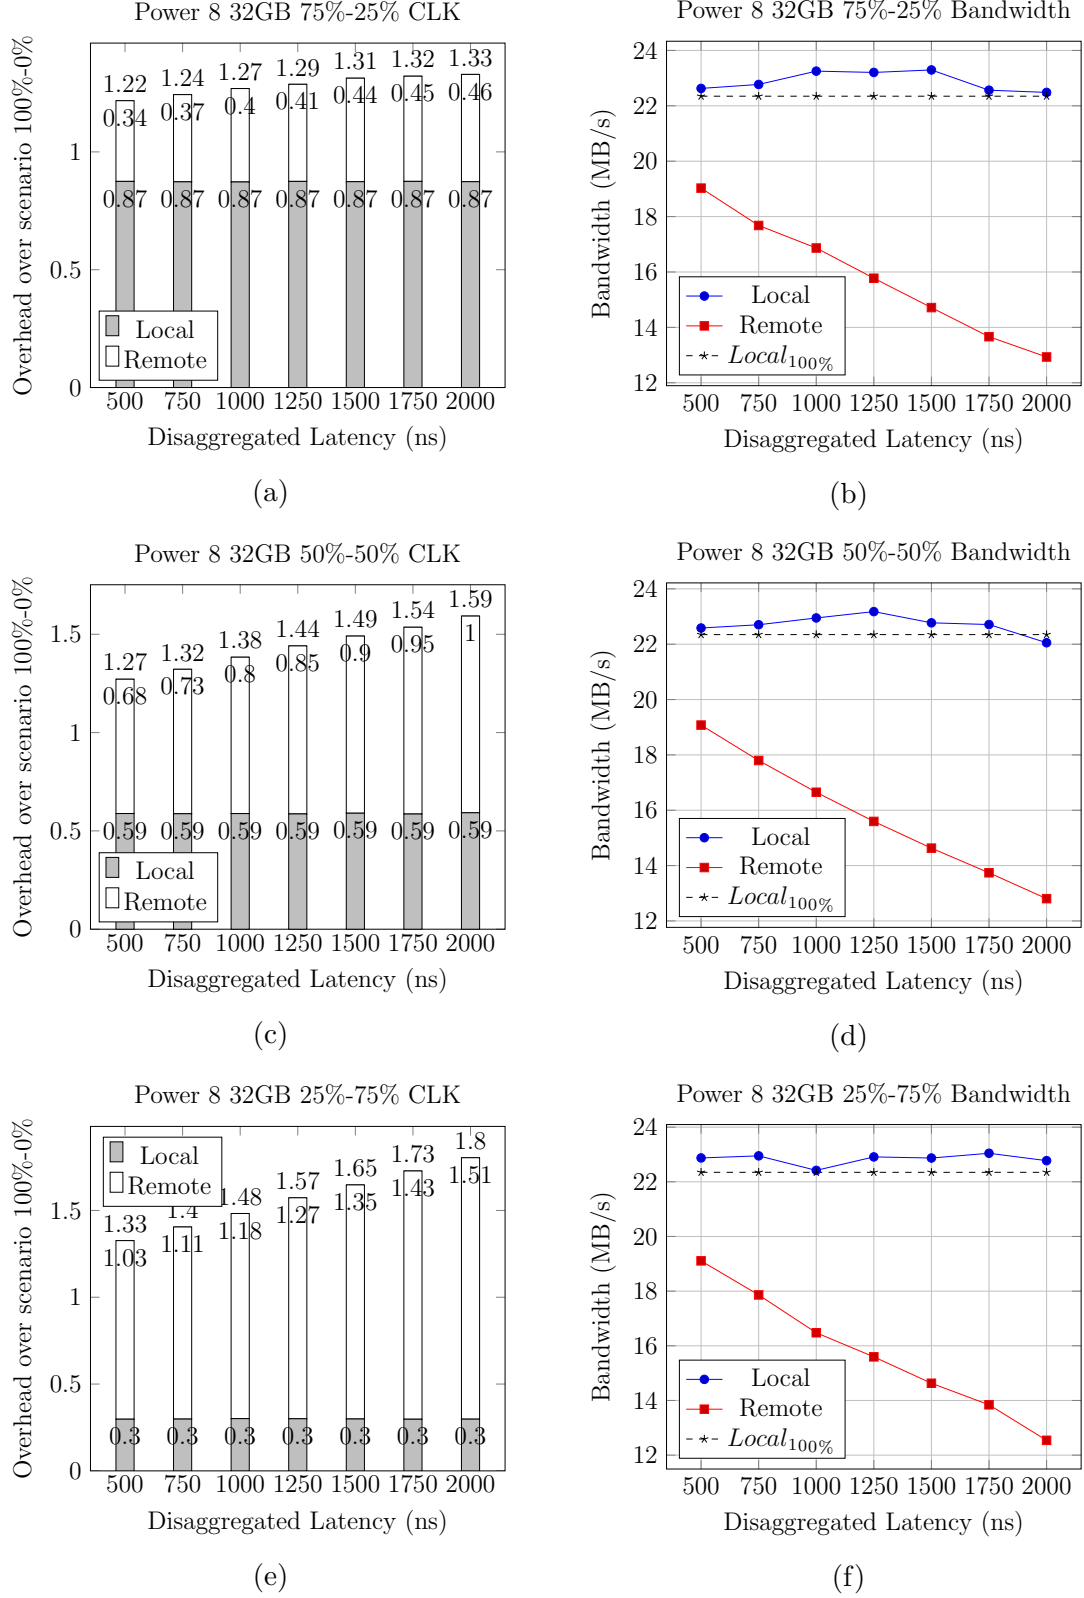 Power 8 32GB 75%-25% CLK
Overhead over scenario 100%-0%
1.22 1.24 1.27 1.29 1.31 1.32 1.33
0.34 0.37 0.4 0.41 0.44 0.45 0.46
1
0.87 0.87 0.87 0.87 0.87 0.87 0.87
0.5
Local
Remote
0
500 750 1000 1250 1500 1750 2000
Disaggregated Latency (ns)
(a)
Power 8 32GB 75%-25% Bandwidth
Bandwidth (MB/s)
24
22
20
18
16
14
12
Local
Remote
Local100%
500 750 1000 1250 1500 1750 2000
Disaggregated Latency (ns)
(b)
Power 8 32GB 50%-50% CLK
Overhead over scenario 100%-0%
1.27 1.32 1.38 1.44 1.49 1.54 1.59
0.68 0.73 0.8 0.85 0.9 0.95 1
1.5
1
0.5
0.59 0.59 0.59 0.59 0.59 0.59 0.59
Local
Remote
0
500 750 1000 1250 1500 1750 2000
Disaggregated Latency (ns)
(c)
Power 8 32GB 50%-50% Bandwidth
Bandwidth (MB/s)
24
22
20
18
16
14
12
Local
Remote
Local100%
500 750 1000 1250 1500 1750 2000
Disaggregated Latency (ns)
(d)
Power 8 32GB 25%-75% CLK
Overhead over scenario 100%-0%
Local
Remote
1.33 1.4 1.48 1.57 1.65 1.73 1.8
1.03 1.11 1.18 1.27 1.35 1.43 1.51
1.5
1
0.5
0.3 0.3 0.3 0.3 0.3 0.3 0.3
0
500 750 1000 1250 1500 1750 2000
Disaggregated Latency (ns)
(e)
Power 8 32GB 25%-75% Bandwidth
Bandwidth (MB/s)
24
22
20
18
16
14
12
Local
Remote
Local100%
500 750 1000 1250 1500 1750 2000
Disaggregated Latency (ns)
(f)